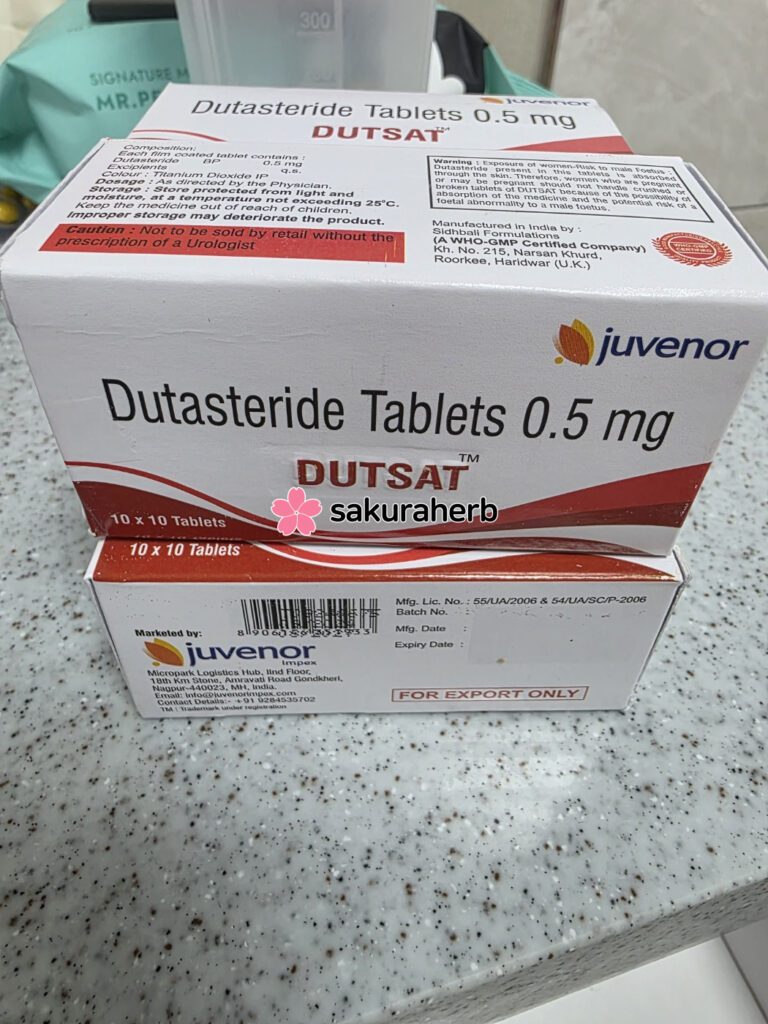 300
SIGNATURE M
MR.PR
Dutasteride Tablets 0.5 mg
juvenor
DUTSAT™
Composition:
Each film coated tablet contains :
Dutasteride BP 0.5 mg
Excipients q.s.
Colour : Titanium Dioxide IP
Dosage : As directed by the Physician.
Storage : Store protected from light and
moisture, at a temperature not exceeding 25°C.
Keep the medicine out of reach of children.
Improper storage may deteriorate the product.
Caution : Not to be sold by retail without the
prescription of a Urologist
Warning : Exposure of women-Risk to male foetus :
Dutasteride present in this tablets is absorbed
through the skin. Therefore, women who are pregnant
or may be pregnant should not handle crushed or
broken tablets of DUTSAT because of the possibility of
absorption of the medicine and the potential risk of a
foetal abnormality to a male foetus.
Manufactured in India by :
Sidhbali Formulations
(A WHO-GMP Certified Company)
Kh. No. 215, Narsan Khurd,
Roorkee, Haridwar (U.K.)
WHO-GMP
CERTIFIED
juvenor
Dutasteride Tablets 0.5 mg
DUTSAT™
10 x 10 Tablets
sakuraherb
10 x 10 Tablets
Marketed by:
juvenor
Impex
Micropark Logistics Hub, IInd Floor,
18th Km Stone, Amravati Road Gondkheri,
Nagpur-440023, MH, India.
Email: info@juvenorimpex.com
Contact Details:- +91 9284535702
TM : Trademark under registration
Mfg. Lic. No. : 55/UA/2006 & 54/UA/SC/P-2006
Batch No. :
Mfg. Date :
Expiry Date :
FOR EXPORT ONLY